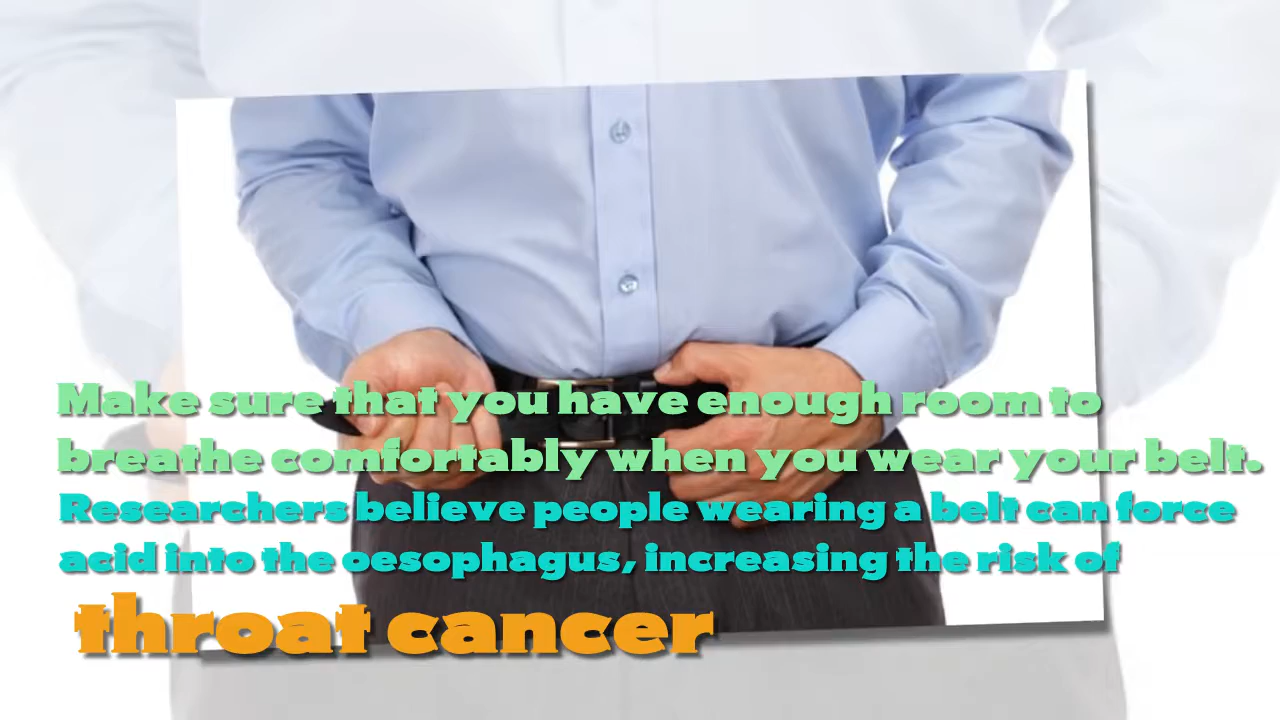 Make sure that you have enough room to
breathe comfortably when you wear your belt.
Researchers believe people wearing a belt can force
acid into the oesophagus, increasing the risk of
throat cancer